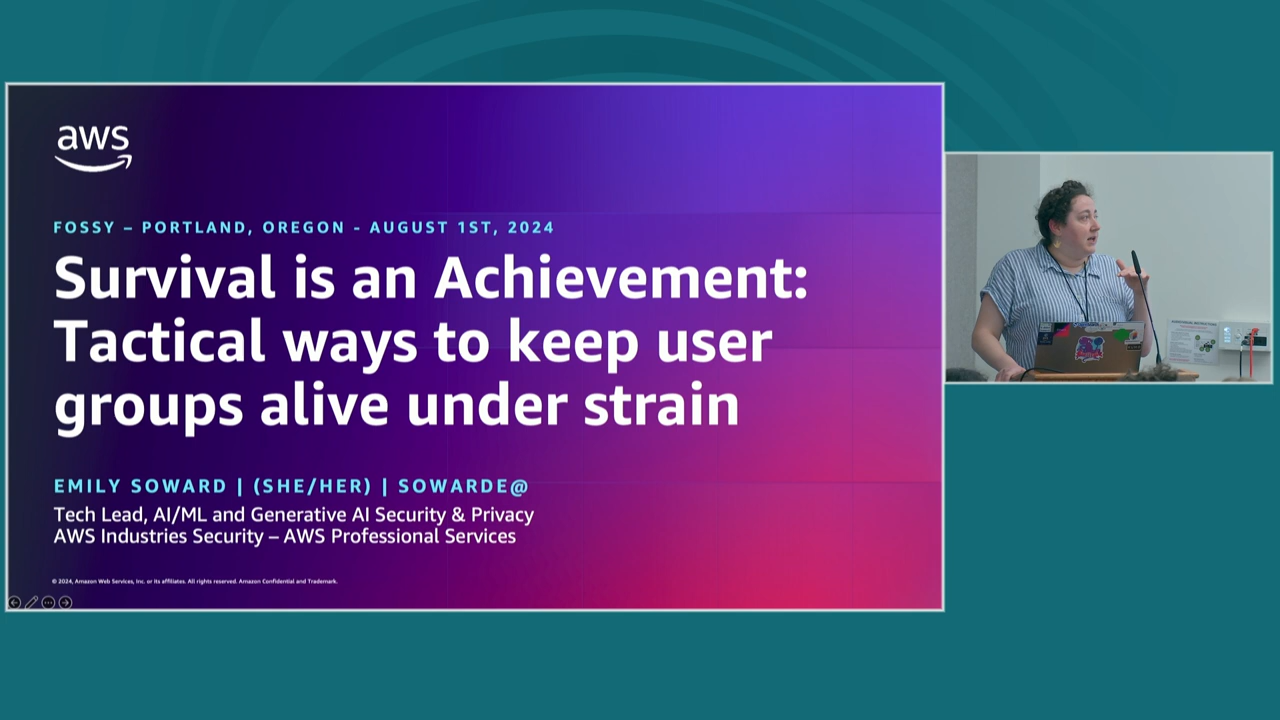 aws
FOSSY – PORTLAND, OREGON - AUGUST 1ST, 2024
Survival is an Achievement:
Tactical ways to keep user
groups alive under strain
EMILY SOWARD | (SHE/HER) | SOWARDE@
Tech Lead, AI/ML and Generative AI Security & Privacy
AWS Industries Security – AWS Professional Services
© 2024, Amazon Web Services, Inc. or its affiliates. All rights reserved. Amazon Confidential and Trademark.